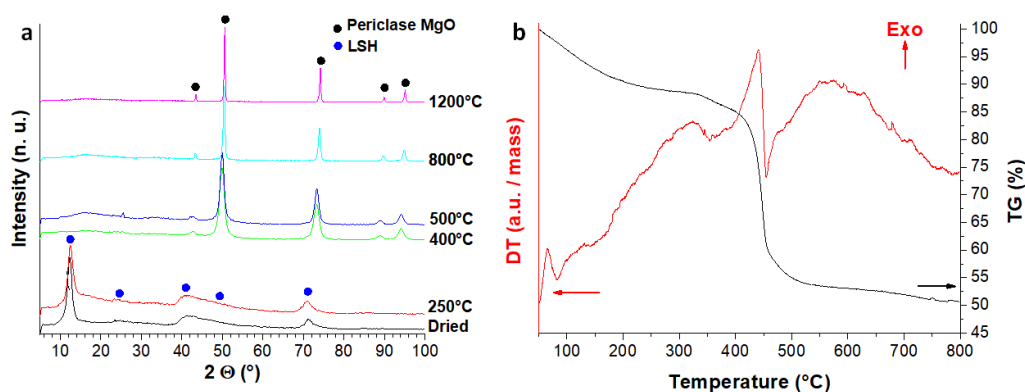 a
Periclase MgO
LSH
1200°C
800°C
500°C
400°C
250°C
Dried
Intensity (n. u.)
10 20 30 40 50 60 70 80 90 100
2 Θ (°)
b
Exo
DT (a.u. / mass)
100
95
90
85
80
75
70
65
60
55
50
45
TG (%)
100 200 300 400 500 600 700 800
Temperature (°C)